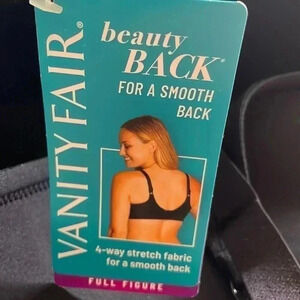 VANITY FAIR®
beauty
BACK®
FOR A SMOOTH
BACK
4-way stretch fabric
for a smooth back
FULL FIGURE